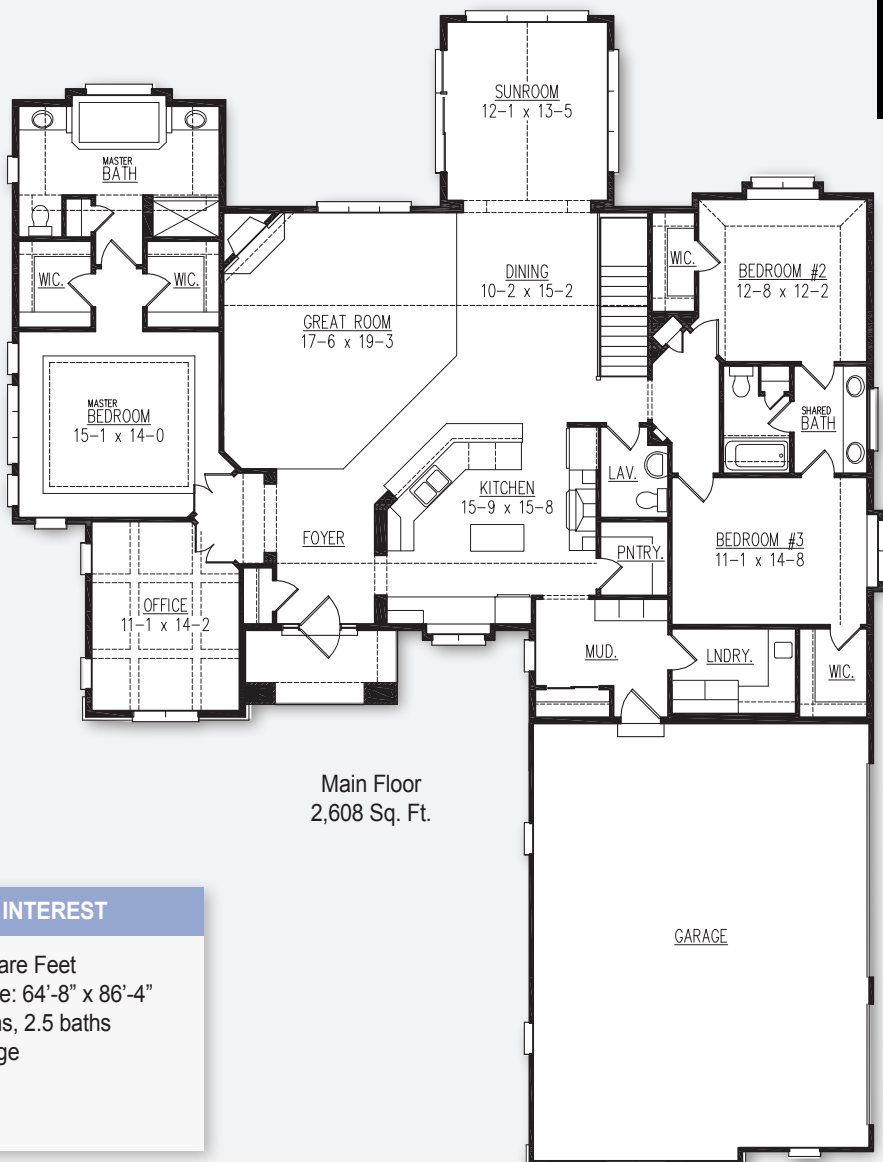 SUNROOM
12-1 x 13-5
MASTER
BATH
WIC.
WIC.
WIC.
BEDROOM #2
12-8 x 12-2
DINING
10-2 x 15-2
GREAT ROOM
17-6 x 19-3
MASTER
BEDROOM
15-1 x 14-0
SHARED
BATH
LAV.
KITCHEN
15-9 x 15-8
FOYER
BEDROOM #3
11-1 x 14-8
PNTRY.
OFFICE
11-1 x 14-2
MUD.
LNDRY.
WIC.
Main Floor
2,608 Sq. Ft.
GARAGE
INTEREST
are Feet
e: 64’-8” x 86’-4”
ns, 2.5 baths
ge